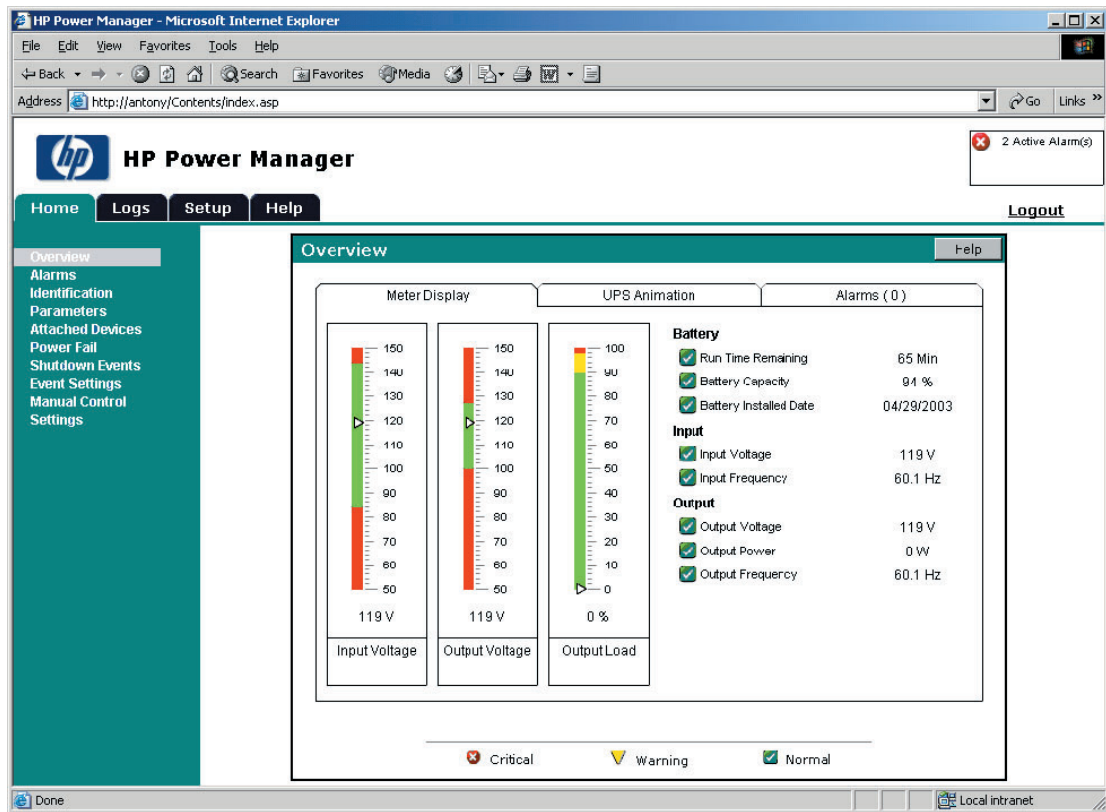 HP Power Manager - Microsoft Internet Explorer
File Edit View Favorites Tools Help
Back Search Favorites Media
Address http://antony/Contents/index.asp Go Links »
hp HP Power Manager
2 Active Alarm(s)
Home Logs Setup Help
Logout
Overview
Alarms
Identification
Parameters
Attached Devices
Power Fail
Shutdown Events
Event Settings
Manual Control
Settings
Overview Help
Meter Display UPS Animation Alarms ( 0 )
150 150 100
140 140 90
130 130 80
120 120 70
110 110 60
100 100 50
90 90 40
80 80 30
70 70 20
60 60 10
50 50 0
119 V 119 V 0 %
Input Voltage Output Voltage Output Load
Battery
Run Time Remaining 65 Min
Battery Capacity 94 %
Battery Installed Date 04/29/2003
Input
Input Voltage 119 V
Input Frequency 60.1 Hz
Output
Output Voltage 119 V
Output Power 0 W
Output Frequency 60.1 Hz
Critical Warning Normal
Done Local intranet